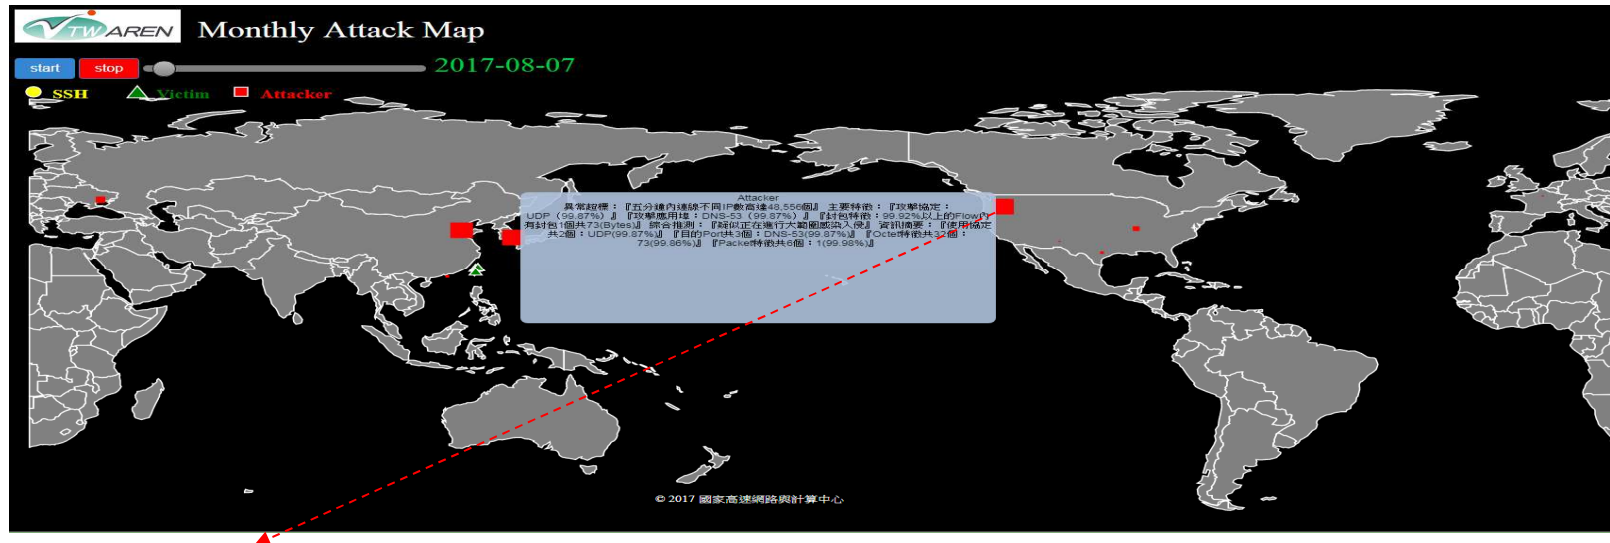 TWAREN Monthly Attack Map
start stop 2017-08-07
SSH Victim Attacker
Attacker
異常超標：『五分鐘內連線不同IP數高達48,556個』 主要特徵：『攻擊協定：
UDP（99.87%）』『攻擊應用埠：DNS-53（99.87%）』『封包特徵：99.92%以上的Flow內
有封包1個共73(Bytes)』 綜合推測：『疑似正在進行大範圍感染入侵』 資訊摘要：『使用協定
共2個：UDP(99.87%)』『目的Port共3個：DNS-53(99.87%)』『Octet特徵共32個：
73(99.86%)』『Packet特徵共6個：1(99.98%)』
© 2017 國家高速網路與計算中心